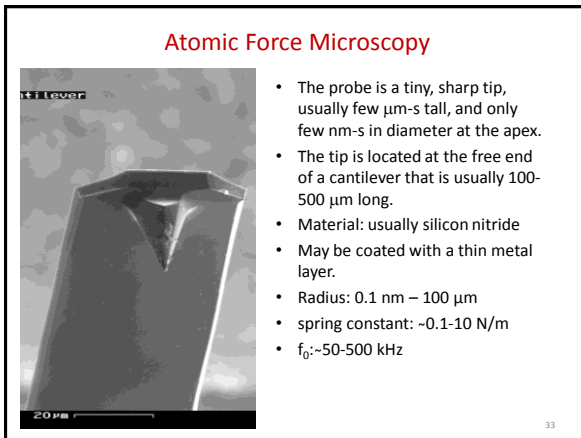 Atomic Force Microscopy
ntilever
20µm
• The probe is a tiny, sharp tip,
usually few µm-s tall, and only
few nm-s in diameter at the apex.
• The tip is located at the free end
of a cantilever that is usually 100-
500 µm long.
• Material: usually silicon nitride
• May be coated with a thin metal
layer.
• Radius: 0.1 nm – 100 µm
• spring constant: ~0.1-10 N/m
• f₀:~50-500 kHz
33